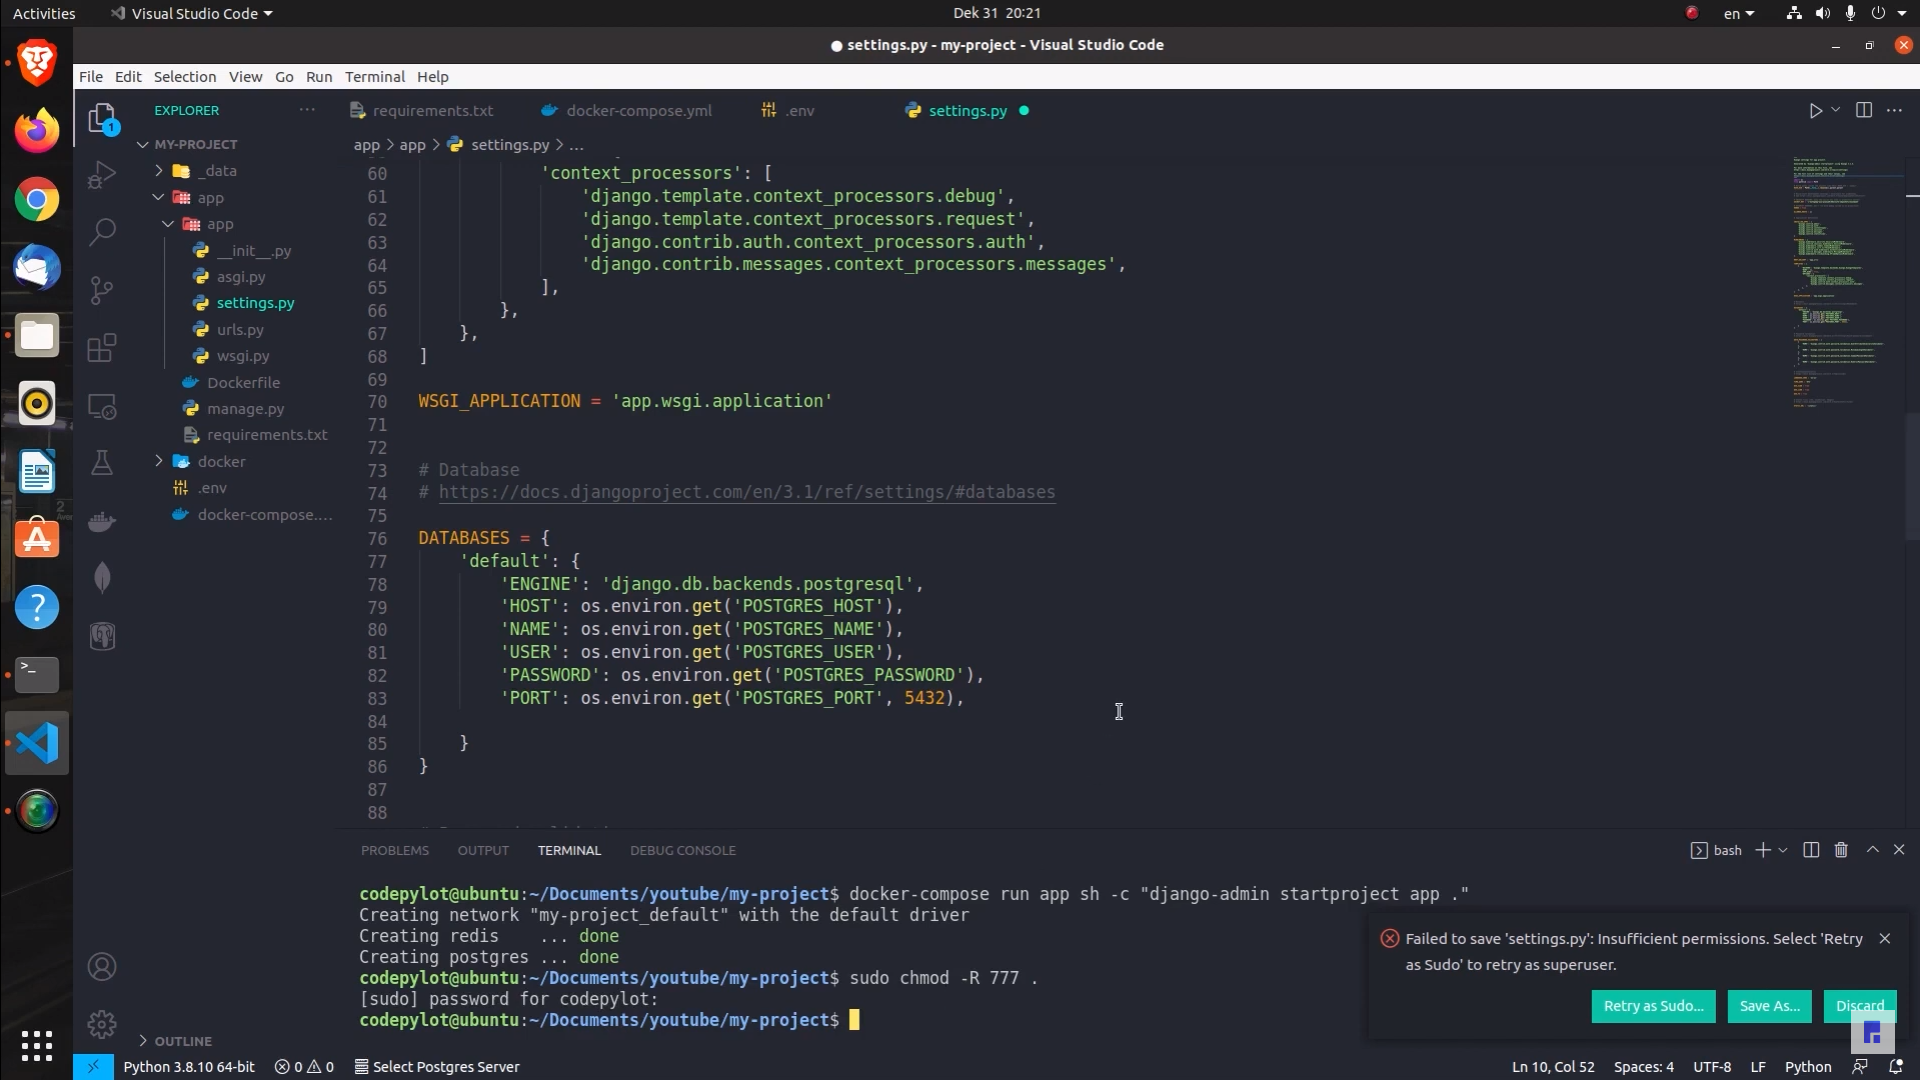 Activities
Visual Studio Code
Dek 31 20:21
en
settings.py - my-project - Visual Studio Code
File Edit Selection View Go Run Terminal Help
EXPLORER
requirements.txt
docker-compose.yml
.env
settings.py
1
MY-PROJECT
_data
app
app
__init__.py
asgi.py
settings.py
urls.py
wsgi.py
Dockerfile
manage.py
requirements.txt
docker
.env
docker-compose....
OUTLINE
app > app > settings.py > ...
60 'context_processors': [
61 'django.template.context_processors.debug',
62 'django.template.context_processors.request',
63 'django.contrib.auth.context_processors.auth',
64 'django.contrib.messages.context_processors.messages',
65 ],
66 },
67 },
68 ]
69
70 WSGI_APPLICATION = 'app.wsgi.application'
71
72
73 # Database
74 # https://docs.djangoproject.com/en/3.1/ref/settings/#databases
75
76 DATABASES = {
77 'default': {
78 'ENGINE': 'django.db.backends.postgresql',
79 'HOST': os.environ.get('POSTGRES_HOST'),
80 'NAME': os.environ.get('POSTGRES_NAME'),
81 'USER': os.environ.get('POSTGRES_USER'),
82 'PASSWORD': os.environ.get('POSTGRES_PASSWORD'),
83 'PORT': os.environ.get('POSTGRES_PORT', 5432),
84
85 }
86 }
87
88
PROBLEMS OUTPUT TERMINAL DEBUG CONSOLE
bash
codepylot@ubuntu:~/Documents/youtube/my-project$ docker-compose run app sh -c "django-admin startproject app ."
Creating network "my-project_default" with the default driver
Creating redis ... done
Creating postgres ... done
codepylot@ubuntu:~/Documents/youtube/my-project$ sudo chmod -R 777 .
[sudo] password for codepylot:
codepylot@ubuntu:~/Documents/youtube/my-project$
Failed to save 'settings.py': Insufficient permissions. Select 'Retry
as Sudo' to retry as superuser.
Retry as Sudo...
Save As...
Discard
Python 3.8.10 64-bit
0 0
Select Postgres Server
Ln 10, Col 52
Spaces: 4
UTF-8
LF
Python